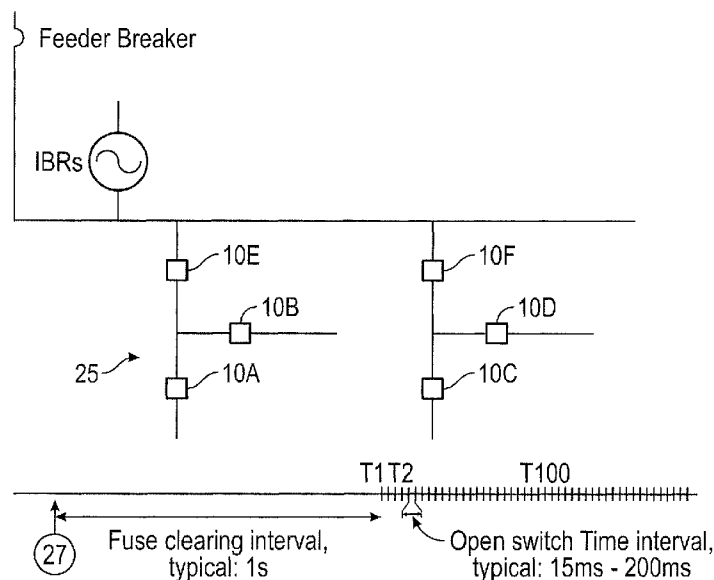 Feeder Breaker
IBRs
10E
10F
10B
10D
25
10A
10C
T1 T2
T100
27
Fuse clearing interval,
typical: 1s
Open switch Time interval,
typical: 15ms - 200ms